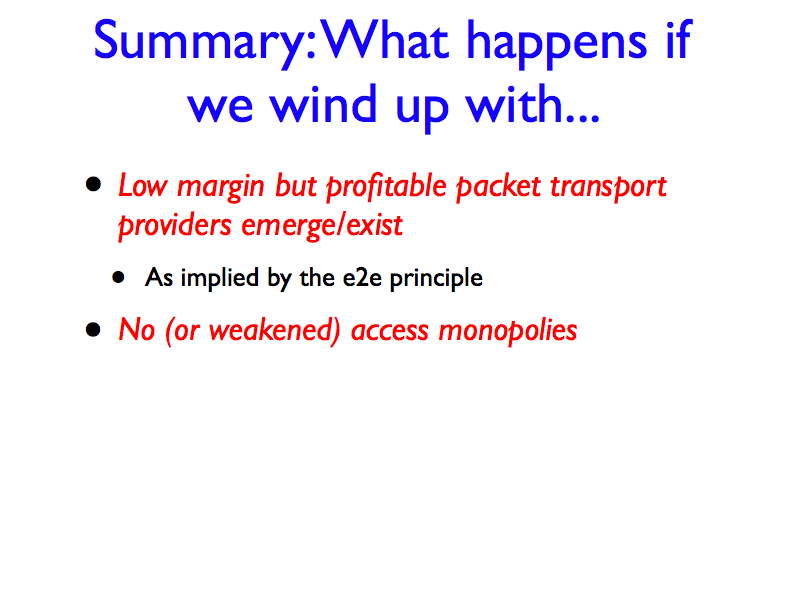 Summary: What happens if
we wind up with...
• Low margin but profitable packet transport
providers emerge/exist
• As implied by the e2e principle
• No (or weakened) access monopolies